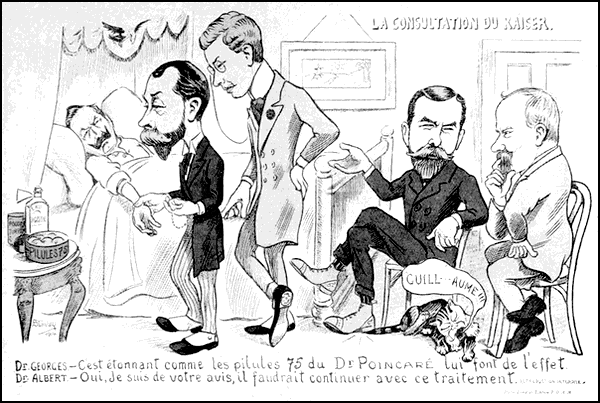 LA CONSULTATION DU KAISER.
PILULES 75
GUILL...AUME!!!
DR. GEORGES — C'est étonnant comme les pilules 75 du DR POINCARÉ lui font de l'effet.
DR. ALBERT — Oui, Je suis de votre avis, il faudrait continuer avec ce traitement.